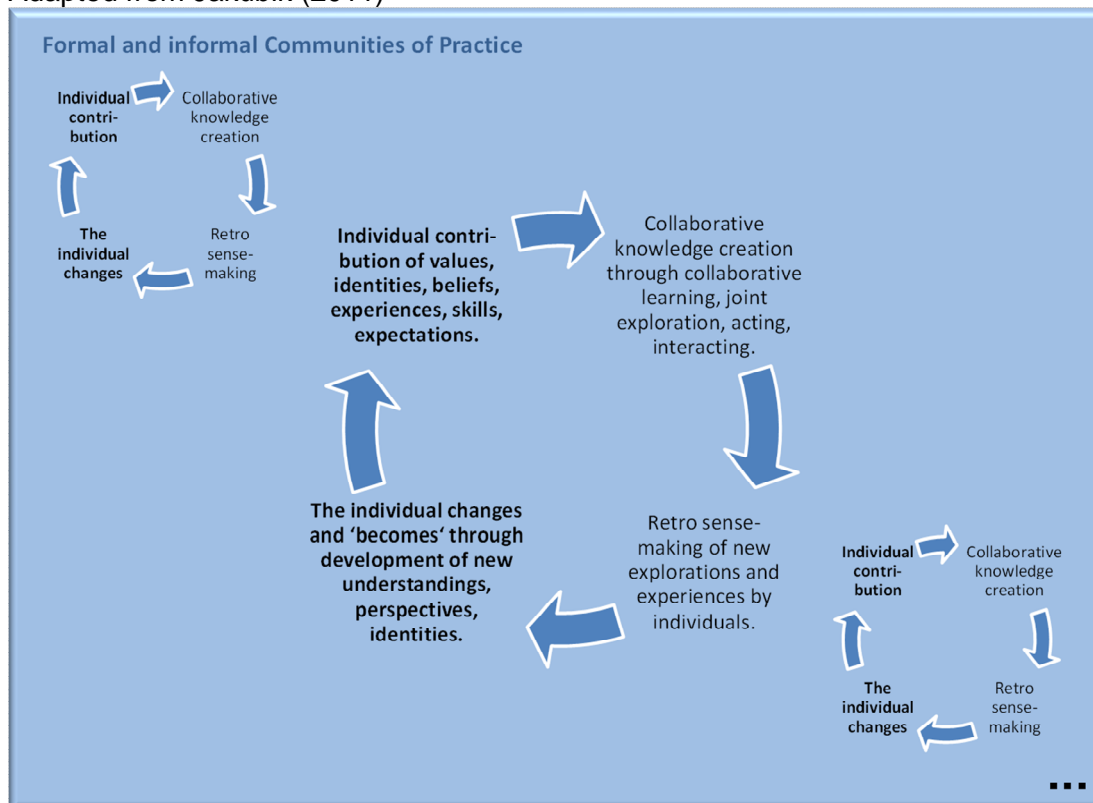 Formal and informal Communities of Practice
Individual
contri-
bution
Collaborative
knowledge
creation
Retro
sense-
making
The
individual
changes
Individual contri-
bution of values,
identities, beliefs,
experiences, skills,
expectations.
Collaborative
knowledge creation
through collaborative
learning, joint
exploration, acting,
interacting.
Retro sense-
making of new
explorations and
experiences by
individuals.
The individual changes
and ‘becomes‘ through
development of new
understandings,
perspectives,
identities.
Individual
contri-
bution
Collaborative
knowledge
creation
Retro
sense-
making
The
individual
changes
...